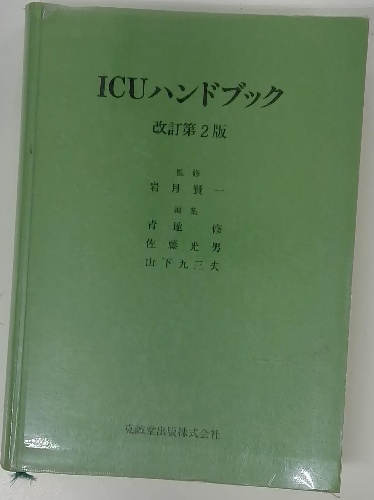 ICUハンドブック
改訂第2版
監修
岩月賢一
編集
青地修
佐藤光男
山下九三夫
克誠堂出版株式会社